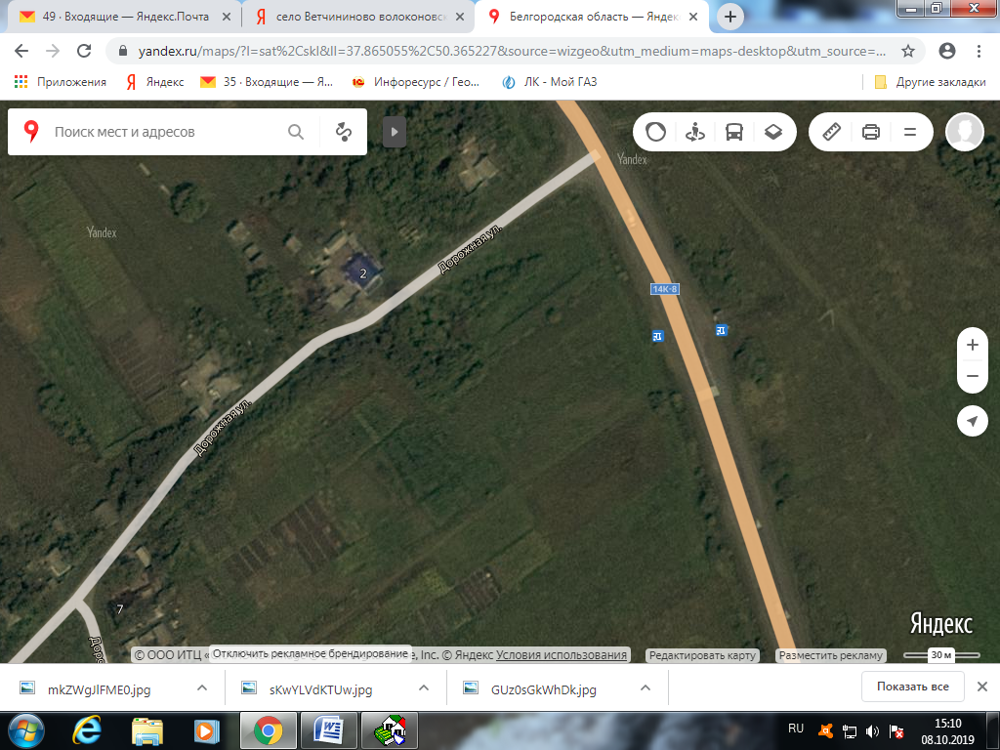 49 · Входящие — Яндекс.Почта
село Ветчининово волоконовс
Белгородская область — Яндек
yandex.ru/maps/?l=sat%2Cskl&ll=37.865055%2C50.365227&source=wizgeo&utm_medium=maps-desktop&utm_source=...
Приложения
Яндекс
35 · Входящие — Я...
Инфоресурс / Гео...
ЛК - Мой ГАЗ
Другие закладки
Поиск мест и адресов
Yandex
Yandex
Дорожная ул.
2
14К-8
Дорожная ул.
7
Доро
Яндекс
© ООО ИТЦ «
Отключить рекламное брендирование
e, Inc. © Яндекс Условия использования
Редактировать карту
Разместить рекламу
30 м
mkZWgJlFME0.jpg
sKwYLVdKTUw.jpg
GUz0sGkWhDk.jpg
Показать все
RU
15:10
08.10.2019